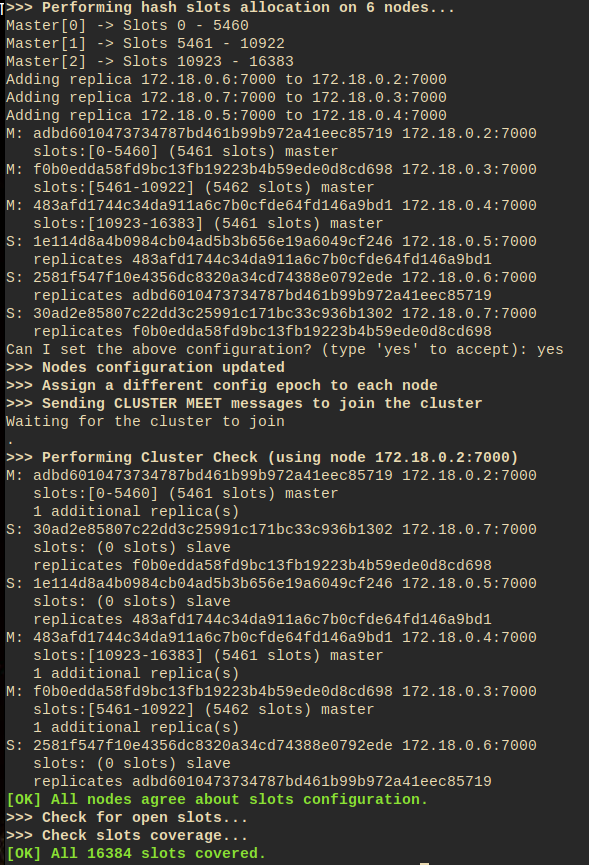 >>> Performing hash slots allocation on 6 nodes...
Master[0] -> Slots 0 - 5460
Master[1] -> Slots 5461 - 10922
Master[2] -> Slots 10923 - 16383
Adding replica 172.18.0.6:7000 to 172.18.0.2:7000
Adding replica 172.18.0.7:7000 to 172.18.0.3:7000
Adding replica 172.18.0.5:7000 to 172.18.0.4:7000
M: adbd6010473734787bd461b99b972a41eec85719 172.18.0.2:7000
   slots:[0-5460] (5461 slots) master
M: f0b0edda58fd9bc13fb19223b4b59ede0d8cd698 172.18.0.3:7000
   slots:[5461-10922] (5462 slots) master
M: 483afd1744c34da911a6c7b0cfde64fd146a9bd1 172.18.0.4:7000
   slots:[10923-16383] (5461 slots) master
S: 1e114d8a4b0984cb04ad5b3b656e19a6049cf246 172.18.0.5:7000
   replicates 483afd1744c34da911a6c7b0cfde64fd146a9bd1
S: 2581f547f10e4356dc8320a34cd74388e0792ede 172.18.0.6:7000
   replicates adbd6010473734787bd461b99b972a41eec85719
S: 30ad2e85807c22dd3c25991c171bc33c936b1302 172.18.0.7:7000
   replicates f0b0edda58fd9bc13fb19223b4b59ede0d8cd698
Can I set the above configuration? (type 'yes' to accept): yes
>>> Nodes configuration updated
>>> Assign a different config epoch to each node
>>> Sending CLUSTER MEET messages to join the cluster
Waiting for the cluster to join
.
>>> Performing Cluster Check (using node 172.18.0.2:7000)
M: adbd6010473734787bd461b99b972a41eec85719 172.18.0.2:7000
   slots:[0-5460] (5461 slots) master
   1 additional replica(s)
S: 30ad2e85807c22dd3c25991c171bc33c936b1302 172.18.0.7:7000
   slots: (0 slots) slave
   replicates f0b0edda58fd9bc13fb19223b4b59ede0d8cd698
S: 1e114d8a4b0984cb04ad5b3b656e19a6049cf246 172.18.0.5:7000
   slots: (0 slots) slave
   replicates 483afd1744c34da911a6c7b0cfde64fd146a9bd1
M: 483afd1744c34da911a6c7b0cfde64fd146a9bd1 172.18.0.4:7000
   slots:[10923-16383] (5461 slots) master
   1 additional replica(s)
M: f0b0edda58fd9bc13fb19223b4b59ede0d8cd698 172.18.0.3:7000
   slots:[5461-10922] (5462 slots) master
   1 additional replica(s)
S: 2581f547f10e4356dc8320a34cd74388e0792ede 172.18.0.6:7000
   slots: (0 slots) slave
   replicates adbd6010473734787bd461b99b972a41eec85719
[OK] All nodes agree about slots configuration.
>>> Check for open slots...
>>> Check slots coverage...
[OK] All 16384 slots covered.